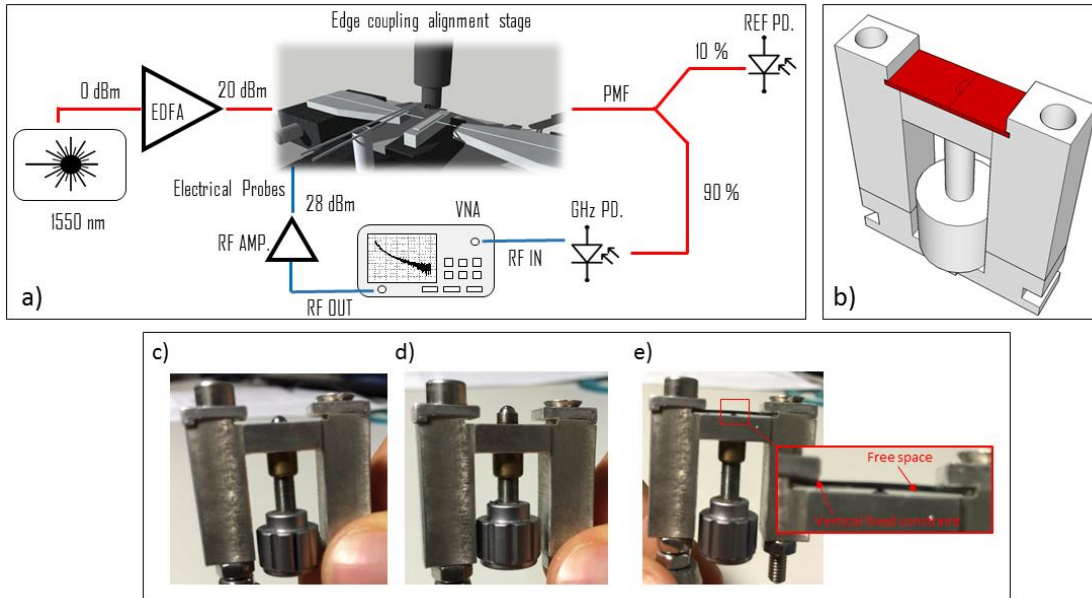 Edge coupling alignment stage
REF PD.
0 dBm
20 dBm
10 %
EDFA
PMF
1550 nm
Electrical Probes
28 dBm
VNA
GHz PD.
90 %
RF AMP.
RF IN
RF OUT
a)
b)
c)
d)
e)
Free space
Vertical fixed constraint